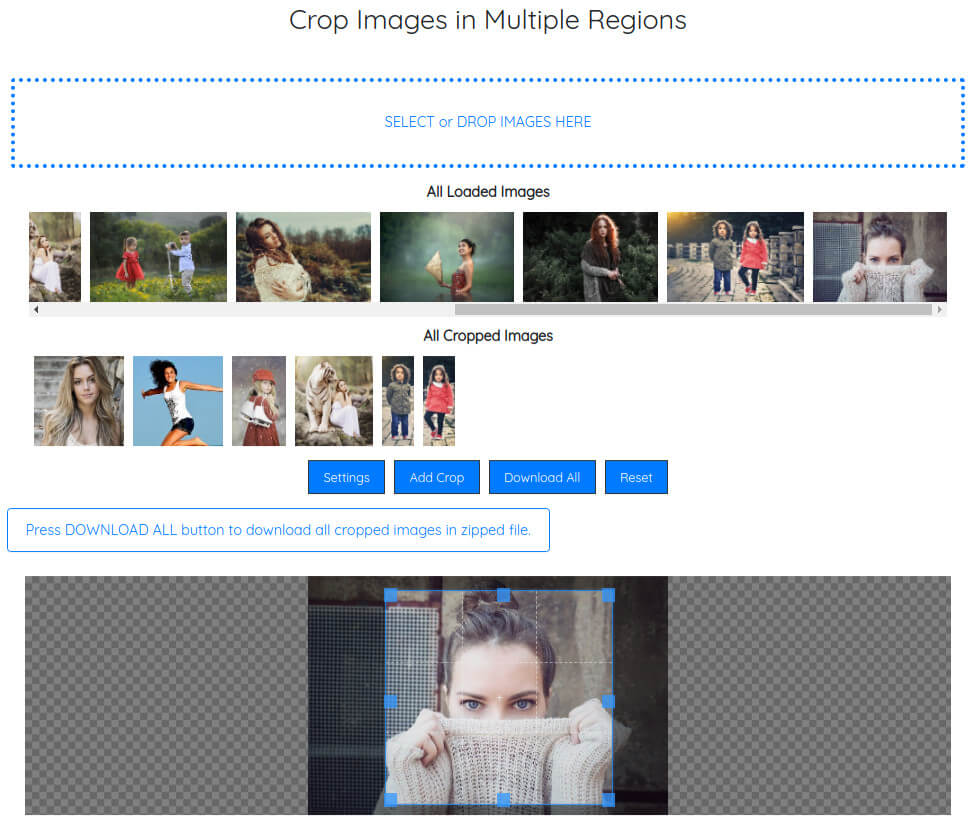 Crop Images in Multiple Regions
SELECT or DROP IMAGES HERE
All Loaded Images
All Cropped Images
Settings
Add Crop
Download All
Reset
Press DOWNLOAD ALL button to download all cropped images in zipped file.